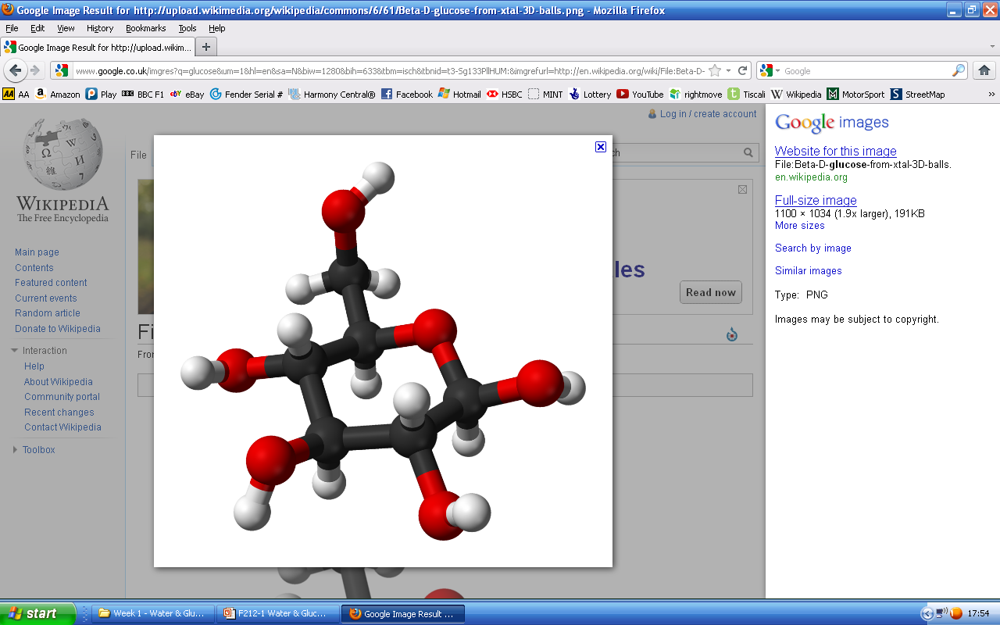 Google Image Result for http://upload.wikimedia.org/wikipedia/commons/6/61/Beta-D-glucose-from-xtal-3D-balls.png - Mozilla Firefox
File Edit View History Bookmarks Tools Help
Google Image Result for http://upload.wikim...
www.google.co.uk/imgres?q=glucose&um=1&hl=en&sa=N&biw=1280&bih=633&tbm=isch&tbnid=t3-5g133PllHUM:&imgrefurl=http://en.wikipedia.org/wiki/File:Beta-D- Google
AA Amazon Play BBC F1 eBay Fender Serial # Harmony Central® Facebook Hotmail HSBC MINT Lottery YouTube rightmove Tiscali Wikipedia MotorSport StreetMap »
Log in / create account
File
ch
WIKIPEDIA
The Free Encyclopedia
Main page
Contents
Featured content
Current events
Random article
Donate to Wikipedia
Interaction
Help
About Wikipedia
Community portal
Recent changes
Contact Wikipedia
Toolbox
les
Read now
Fi
Fro
Google images
Website for this image
File:Beta-D-glucose-from-xtal-3D-balls.
en.wikipedia.org
Full-size image
1100 × 1034 (1.9x larger), 191KB
More sizes
Search by image
Similar images
Type: PNG
Images may be subject to copyright.
start Week 1 - Water & Glu... F212-1 Water & Gluc... Google Image Result ... 17:54